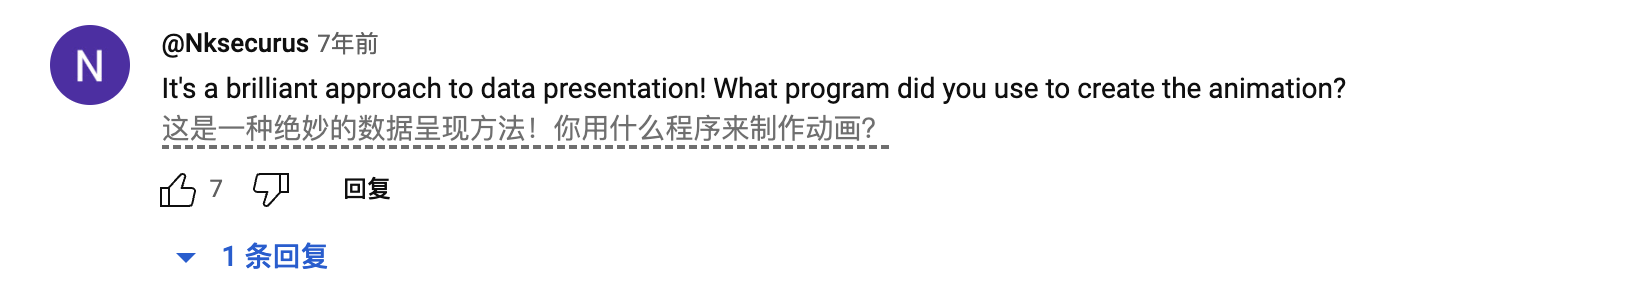 N
@Nksecurus 7年前
It's a brilliant approach to data presentation! What program did you use to create the animation?
这是一种绝妙的数据呈现方法！你用什么程序来制作动画？
7 回复
1 条回复